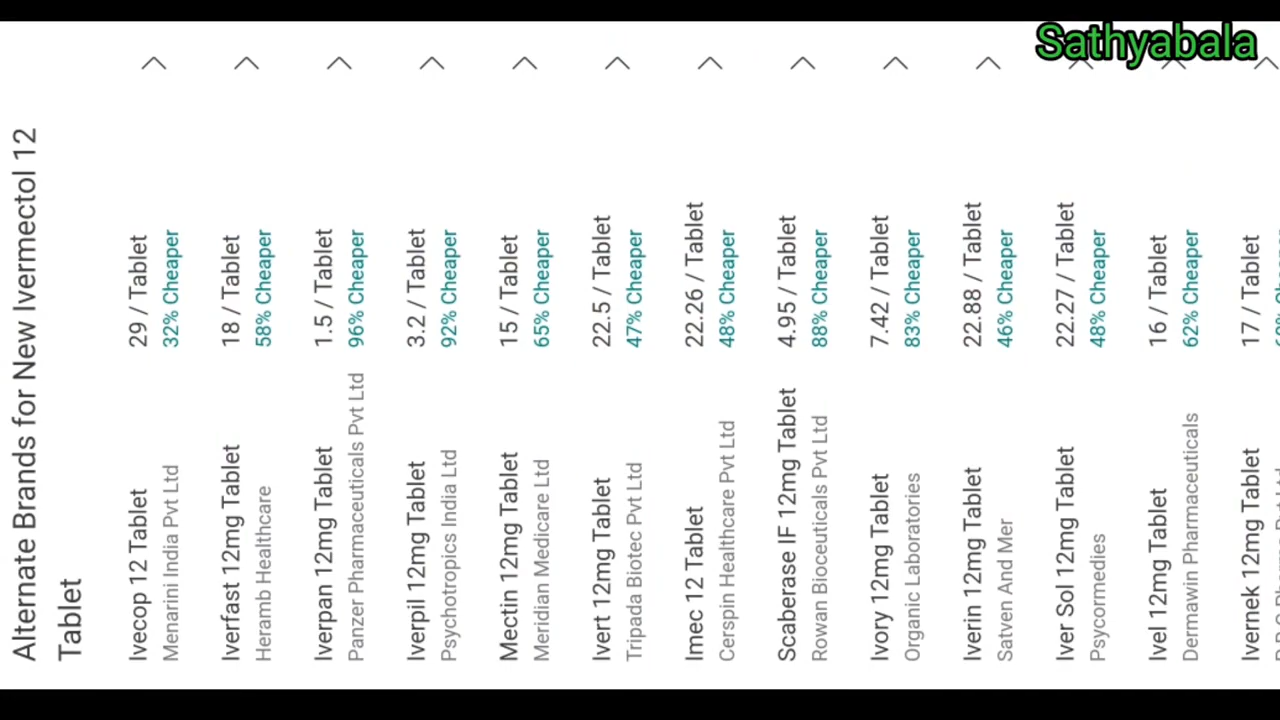 Sathyabala
Alternate Brands for New Ivermectol 12
Tablet
Ivecop 12 Tablet 29 / Tablet
Menarini India Pvt Ltd 32% Cheaper
Iverfast 12mg Tablet 18 / Tablet
Heramb Healthcare 58% Cheaper
Iverpan 12mg Tablet 1.5 / Tablet
Panzer Pharmaceuticals Pvt Ltd 96% Cheaper
Iverpil 12mg Tablet 3.2 / Tablet
Psychotropics India Ltd 92% Cheaper
Mectin 12mg Tablet 15 / Tablet
Meridian Medicare Ltd 65% Cheaper
Ivert 12mg Tablet 22.5 / Tablet
Tripada Biotec Pvt Ltd 47% Cheaper
Imec 12 Tablet 22.26 / Tablet
Cerspin Healthcare Pvt Ltd 48% Cheaper
Scaberase IF 12mg Tablet 4.95 / Tablet
Rowan Bioceuticals Pvt Ltd 88% Cheaper
Ivory 12mg Tablet 7.42 / Tablet
Organic Laboratories 83% Cheaper
Iverin 12mg Tablet 22.88 / Tablet
Satven And Mer 46% Cheaper
Iver Sol 12mg Tablet 22.27 / Tablet
Psycormedies 48% Cheaper
Ivel 12mg Tablet 16 / Tablet
Dermawin Pharmaceuticals 62% Cheaper
Ivernek 12mg Tablet 17 / Tablet